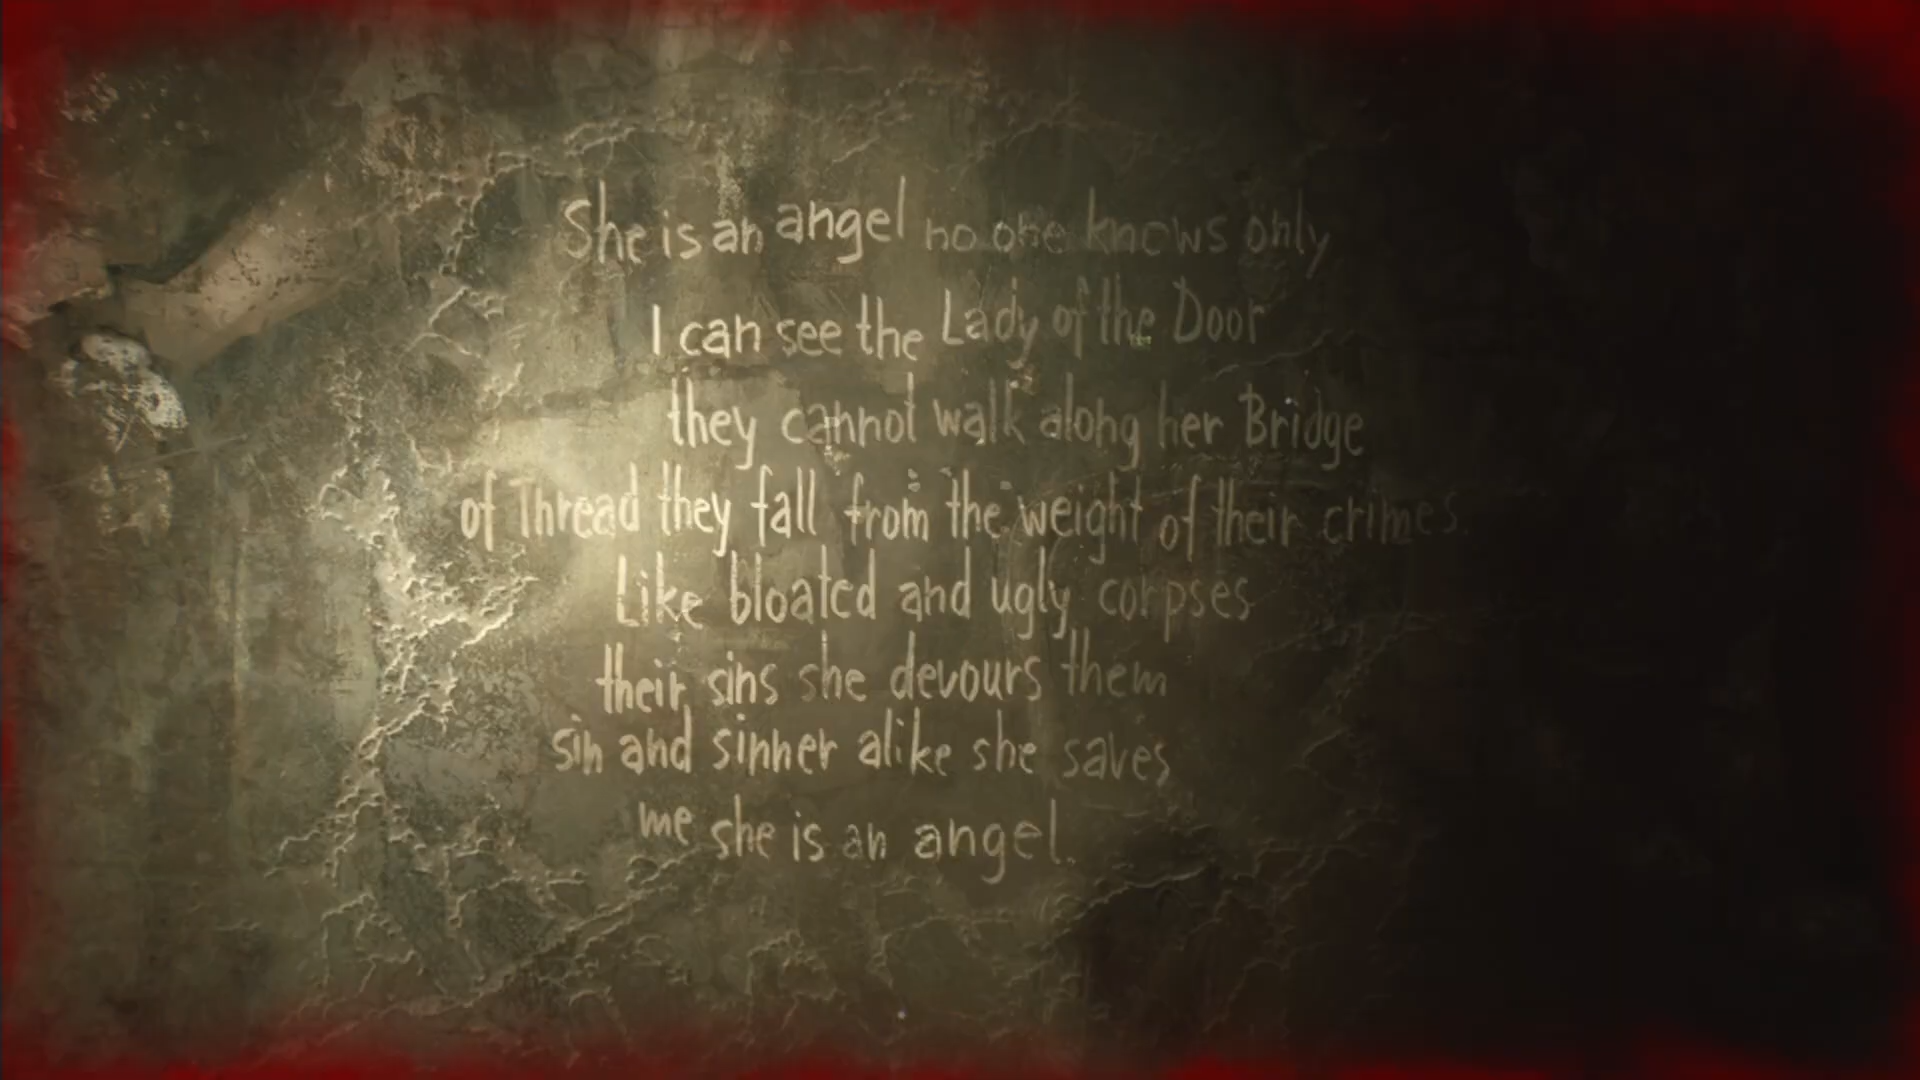 She is an angel no one knows only
I can see the Lady of the Door
they cannot walk along her Bridge
of Thread they fall from the weight of their crimes
Like bloated and ugly corpses
their sins she devours them
sin and sinner alike she saves
me she is an angel.